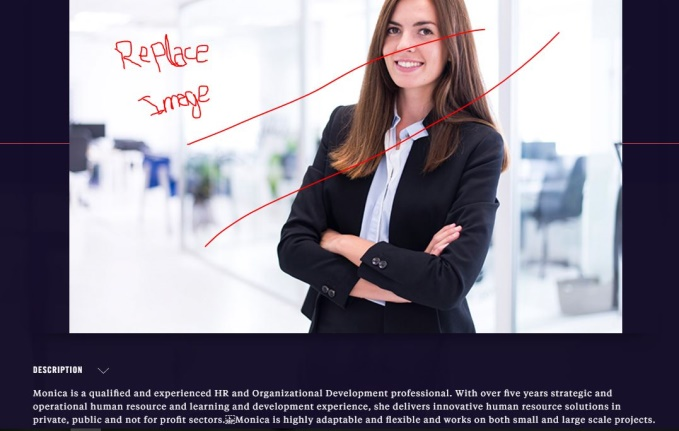 Replace
Image
DESCRIPTION
Monica is a qualified and experienced HR and Organizational Development professional. With over five years strategic and
operational human resource and learning and development experience, she delivers innovative human resource solutions in
private, public and not for profit sectors. Monica is highly adaptable and flexible and works on both small and large scale projects.